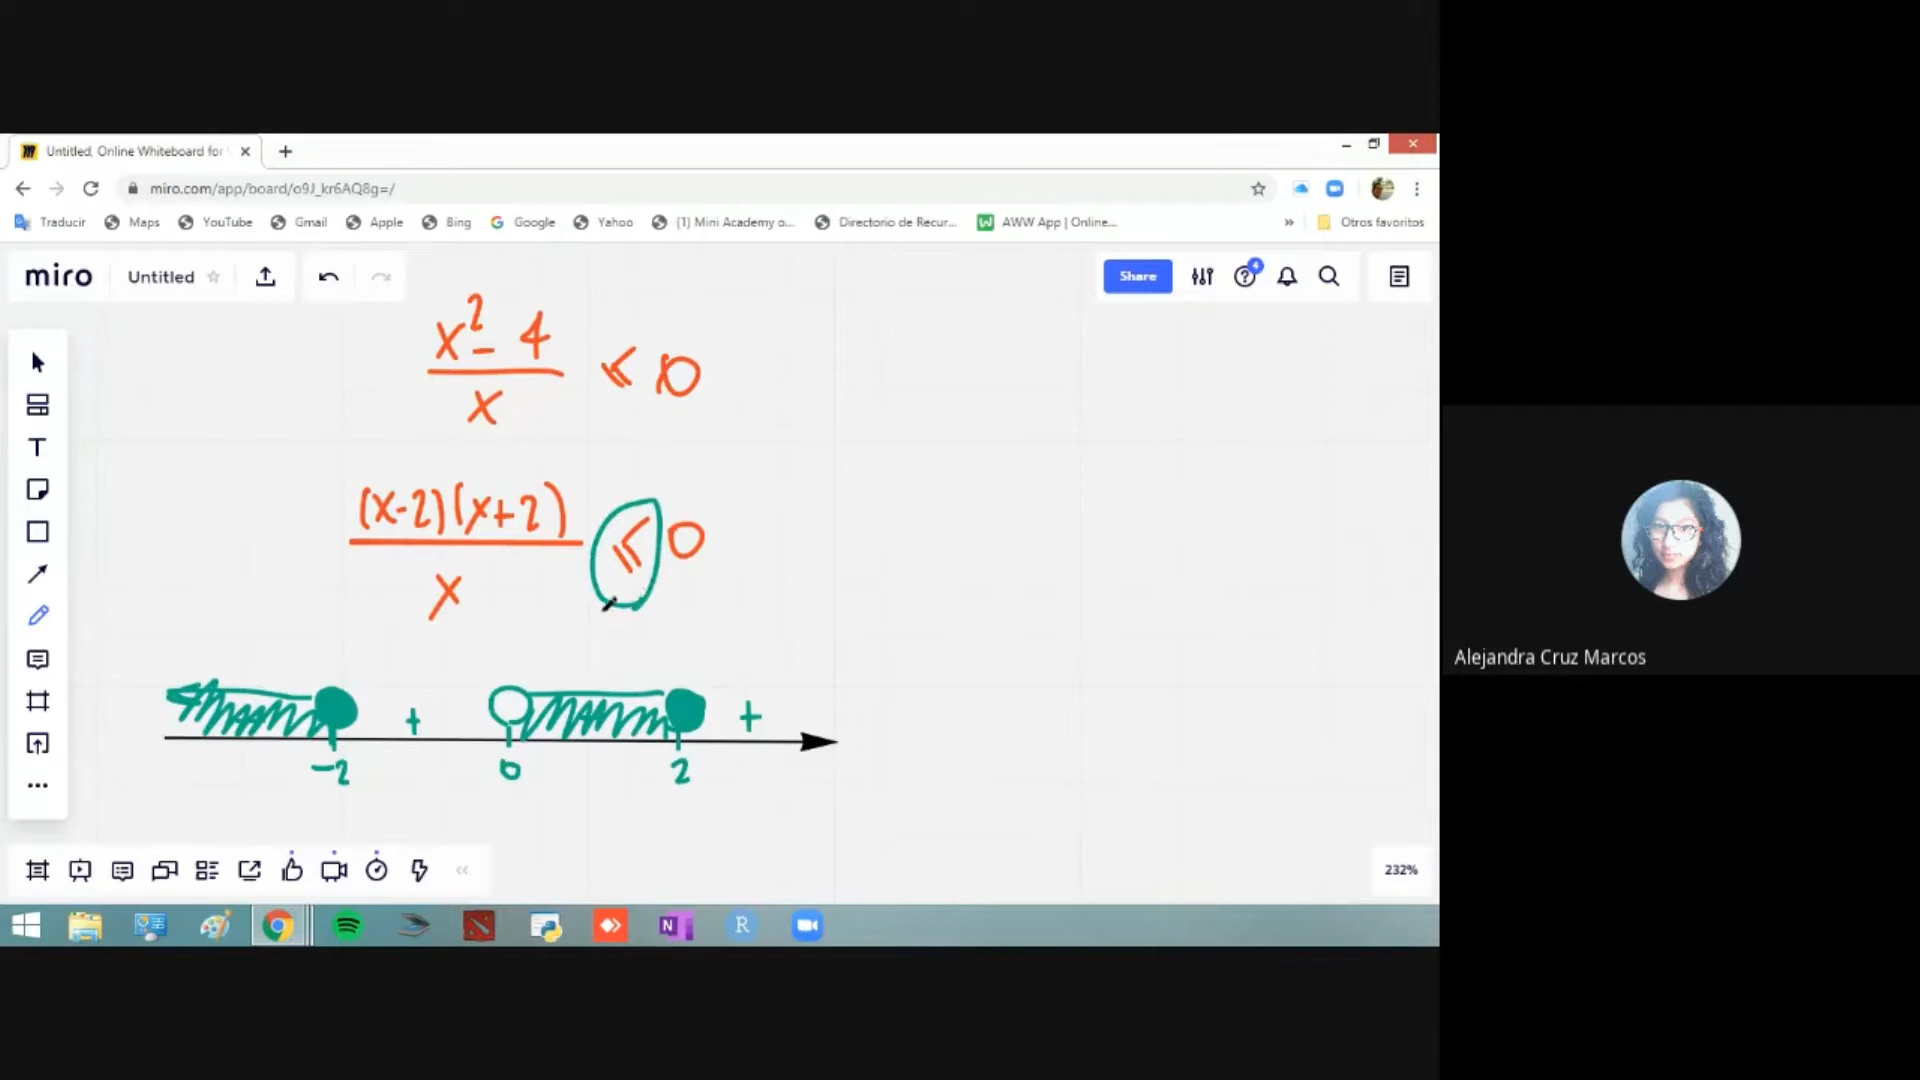 Untitled, Online Whiteboard for
miro.com/app/board/o9J_kr6AQ8g=/
Traducir Maps YouTube Gmail Apple Bing Google Yahoo (1) Mini Academy o... Directorio de Recur... AWW App | Online... » Otros favoritos
miro Untitled Share 4
x² - 4
x
≤ 0
(x-2)(x+2)
x
≤ 0
+ +
-2 0 2
232%
Alejandra Cruz Marcos